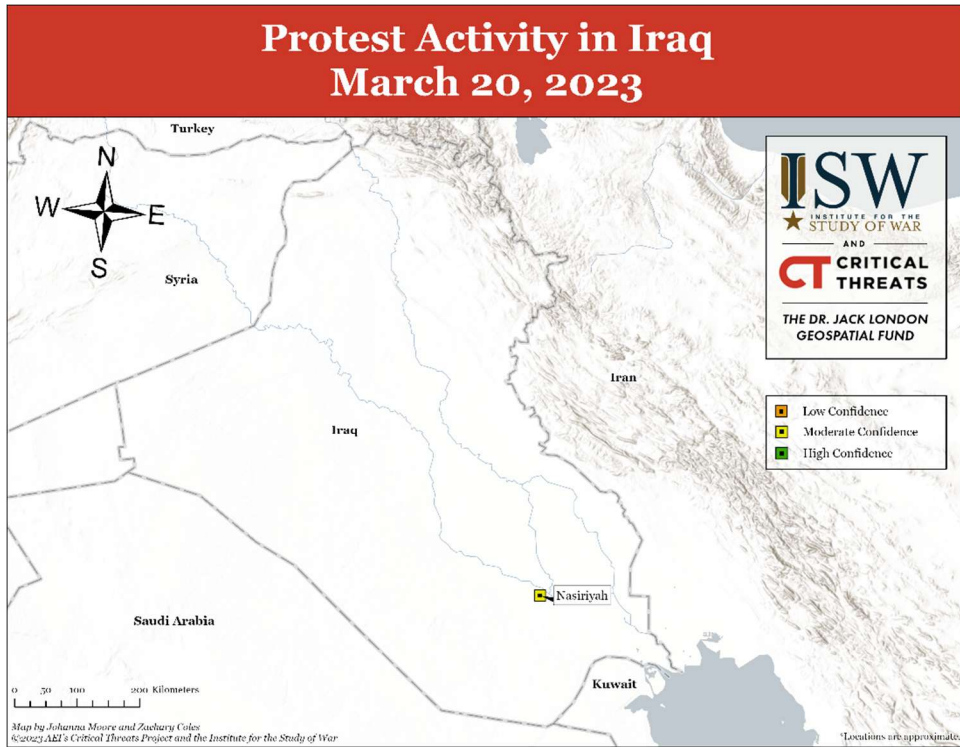 Protest Activity in Iraq
March 20, 2023
Turkey
N
W
E
S
Syria
Iran
Iraq
Nasiriyah
Saudi Arabia
Kuwait
ISW
INSTITUTE FOR THE
STUDY OF WAR
AND
CT CRITICAL
THREATS
THE DR. JACK LONDON
GEOSPATIAL FUND
Low Confidence
Moderate Confidence
High Confidence
0 50 100 200 Kilometers
Map by Johanna Moore and Zachary Coles
©2023 AEI's Critical Threats Project and the Institute for the Study of War
*Locations are approximate.